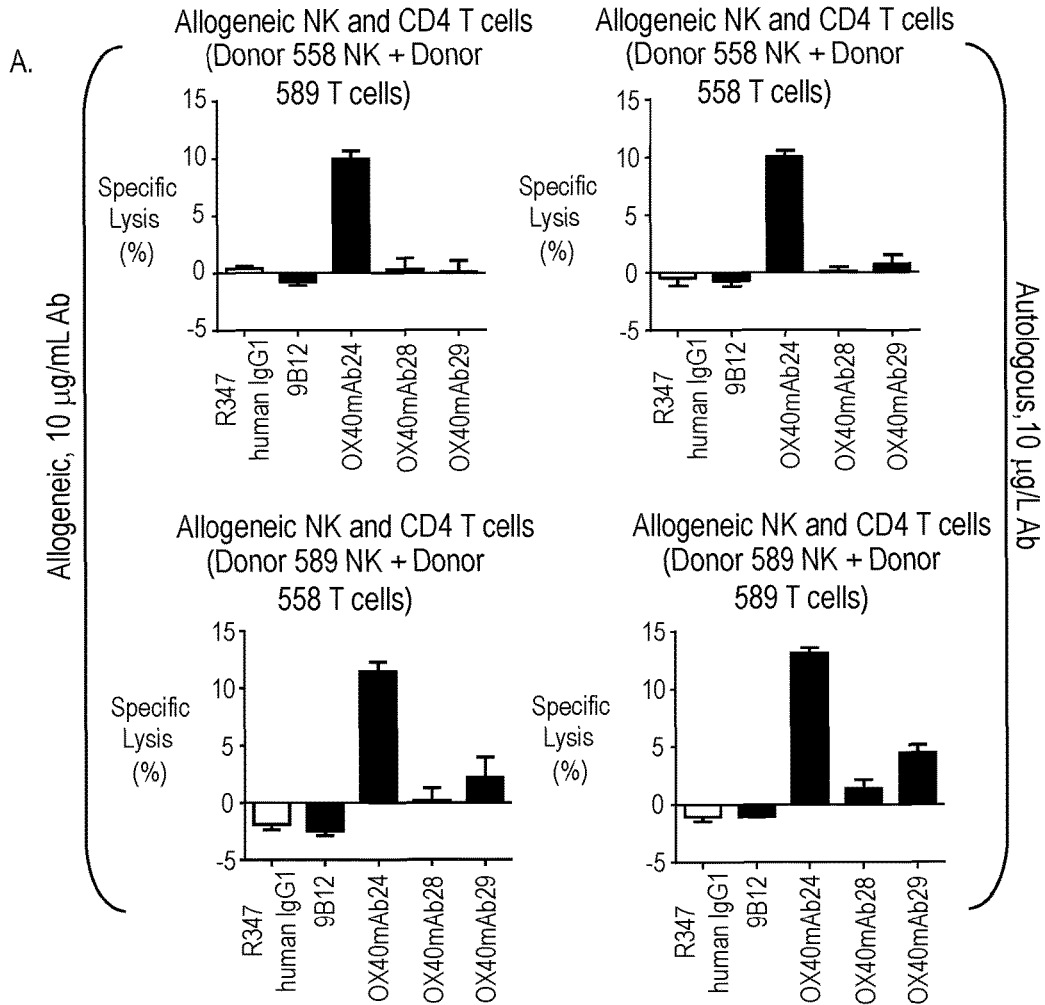 A.
Allogeneic, 10 µg/mL Ab
Allogeneic NK and CD4 T cells
(Donor 558 NK + Donor
589 T cells)
Specific
Lysis
(%)
15
10
5
0
-5
R347
human IgG1
9B12
OX40mAb24
OX40mAb28
OX40mAb29
Allogeneic NK and CD4 T cells
(Donor 558 NK + Donor
558 T cells)
Specific
Lysis
(%)
15
10
5
0
-5
R347
human IgG1
9B12
OX40mAb24
OX40mAb28
OX40mAb29
Autologous, 10 µg/L Ab
Allogeneic NK and CD4 T cells
(Donor 589 NK + Donor
558 T cells)
Specific
Lysis
(%)
15
10
5
0
-5
R347
human IgG1
9B12
OX40mAb24
OX40mAb28
OX40mAb29
Allogeneic NK and CD4 T cells
(Donor 589 NK + Donor
589 T cells)
Specific
Lysis
(%)
15
10
5
0
-5
R347
human IgG1
9B12
OX40mAb24
OX40mAb28
OX40mAb29